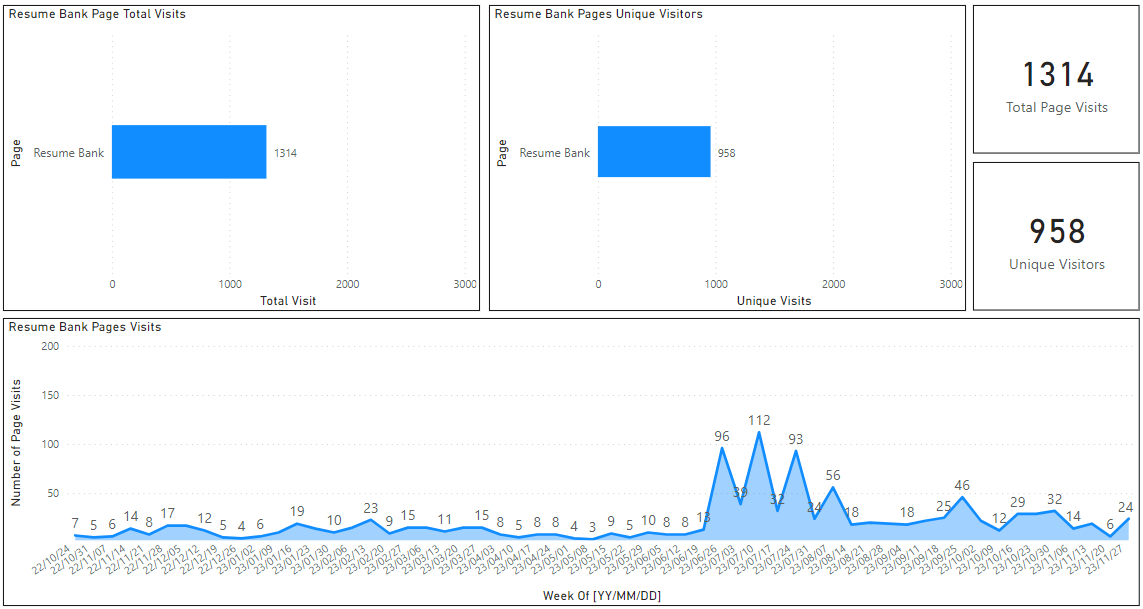 Resume Bank Page Total Visits
Page
Resume Bank
1314
0 1000 2000 3000
Total Visit
Resume Bank Pages Unique Visitors
Page
Resume Bank
958
0 1000 2000 3000
Unique Visits
1314
Total Page Visits
958
Unique Visitors
Resume Bank Pages Visits
Number of Page Visits
200
150
100
50
7 5 6 14 8 17 12 5 4 6 19 10 23 9 15 11 15 8 5 8 8 4 3 9 5 10 8 8 13 96 39 112 32 93 24 56 18 18 25 46 12 29 32 14 6 24
22/10/24 22/10/31 22/11/07 22/11/14 22/11/21 22/11/28 22/12/05 22/12/12 22/12/19 22/12/26 23/01/02 23/01/09 23/01/16 23/01/23 23/01/30 23/02/06 23/02/13 23/02/20 23/02/27 23/03/06 23/03/13 23/03/20 23/03/27 23/04/03 23/04/10 23/04/17 23/04/24 23/05/01 23/05/08 23/05/15 23/05/22 23/05/29 23/06/05 23/06/12 23/06/19 23/06/26 23/07/03 23/07/10 23/07/17 23/07/24 23/07/31 23/08/07 23/08/14 23/08/21 23/08/28 23/09/04 23/09/11 23/09/18 23/09/25 23/10/02 23/10/09 23/10/16 23/10/23 23/10/30 23/11/06 23/11/13 23/11/20 23/11/27
Week Of [YY/MM/DD]